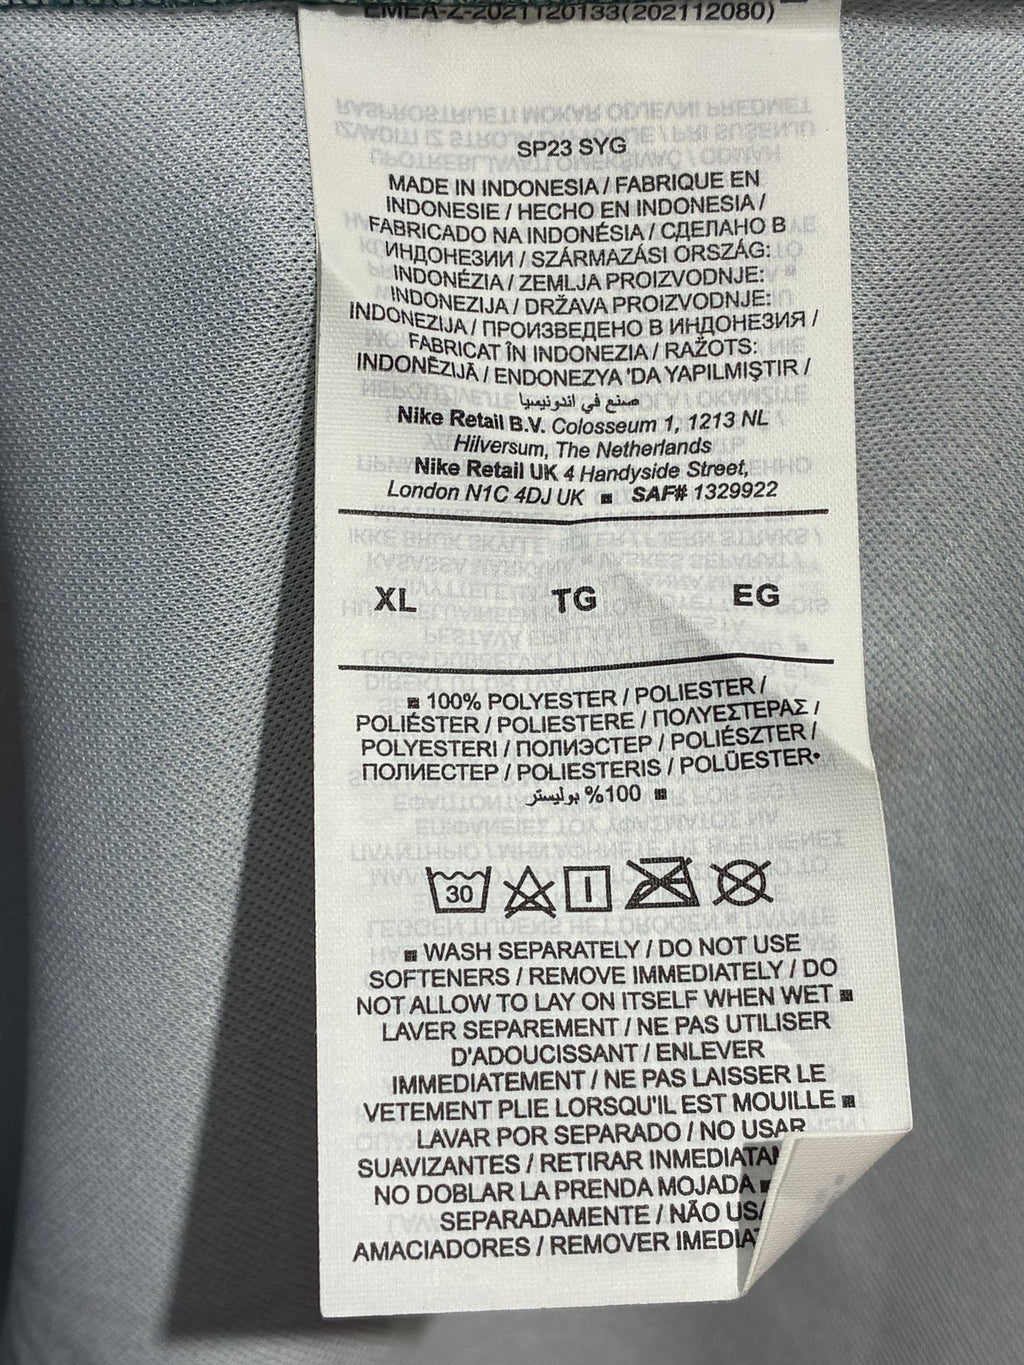 EMEA-Z-2021120133(202112080)
SP23 SYG
MADE IN INDONESIA / FABRIQUE EN
INDONESIE / HECHO EN INDONESIA /
FABRICADO NA INDONÉSIA / СДЕЛАНО В
ИНДОНЕЗИИ / SZÁRMAZÁSI ORSZÁG:
INDONÉZIA / ZEMLJA PROIZVODNJE:
INDONEZIJA / DRŽAVA PROIZVODNJE:
INDONEZIJA / ПРОИЗВЕДЕНО В ИНДОНЕЗИЯ /
FABRICAT ÎN INDONEZIA / RAŽOTS:
INDONĒZIJĀ / ENDONEZYA 'DA YAPILMIŞTIR /
صنع في اندونيسيا
Nike Retail B.V. Colosseum 1, 1213 NL
Hilversum, The Netherlands
Nike Retail UK 4 Handyside Street,
London N1C 4DJ UK ■ SAF# 1329922
XL TG EG
■ 100% POLYESTER / POLIESTER /
POLIÉSTER / POLIESTERE / ΠΟΛΥΕΣΤΕΡΑΣ /
POLYESTERI / ПОЛИЭСТЕР / POLIÉSZTER /
ПОЛИЕСТЕР / POLIESTERIS / POLÜESTER•
100% بوليستر ■
30
■ WASH SEPARATELY / DO NOT USE
SOFTENERS / REMOVE IMMEDIATELY / DO
NOT ALLOW TO LAY ON ITSELF WHEN WET ■
LAVER SEPAREMENT / NE PAS UTILISER
D'ADOUCISSANT / ENLEVER
IMMEDIATEMENT / NE PAS LAISSER LE
VETEMENT PLIE LORSQU'IL EST MOUILLE ■
LAVAR POR SEPARADO / NO USAR
SUAVIZANTES / RETIRAR INMEDIATAM
NO DOBLAR LA PRENDA MOJADA ■
SEPARADAMENTE / NÃO USA
AMACIADORES / REMOVER IMEDIA